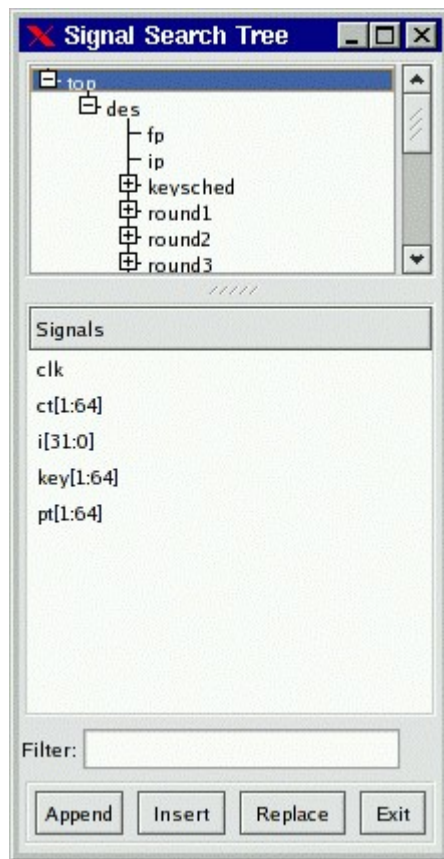 Signal Search Tree
top
des
fp
ip
keysched
round1
round2
round3
Signals
clk
ct[1:64]
i[31:0]
key[1:64]
pt[1:64]
Filter:
Append Insert Replace Exit